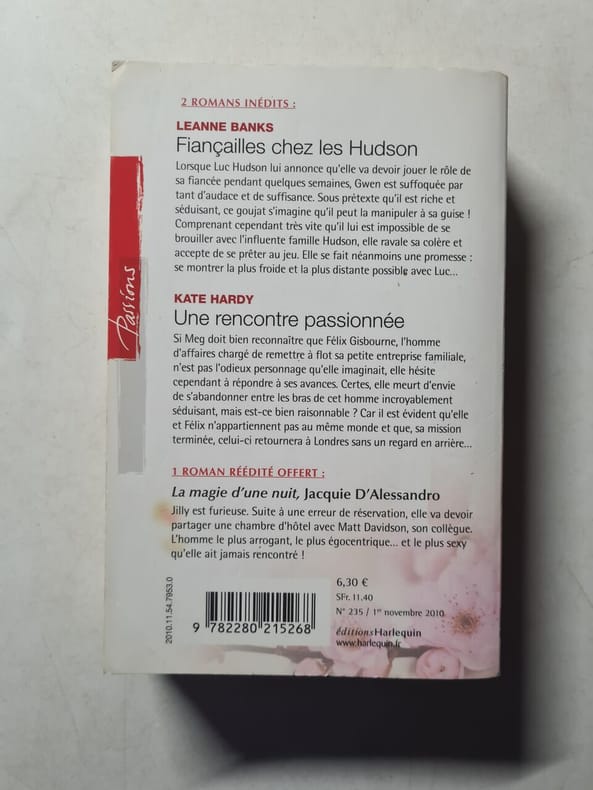 2 ROMANS INÉDITS :
LEANNE BANKS
Fiançailles chez les Hudson
Lorsque Luc Hudson lui annonce qu'elle va devoir jouer le rôle de
sa fiancée pendant quelques semaines, Gwen est suffoquée par
tant d'audace et de suffisance. Sous prétexte qu'il est riche et
séduisant, ce goujat s'imagine qu'il peut la manipuler à sa guise !
Comprenant cependant très vite qu'il lui est impossible de se
brouiller avec l'influente famille Hudson, elle ravale sa colère et
accepte de se prêter au jeu. Elle se fait néanmoins une promesse :
se montrer la plus froide et la plus distante possible avec Luc...
Passions
KATE HARDY
Une rencontre passionnée
Si Meg doit bien reconnaître que Félix Gisbourne, l'homme
d'affaires chargé de remettre à flot sa petite entreprise familiale,
n'est pas l'odieux personnage qu'elle imaginait, elle hésite
cependant à répondre à ses avances. Certes, elle meurt d'envie
de s'abandonner entre les bras de cet homme incroyablement
séduisant, mais est-ce bien raisonnable ? Car il est évident qu'elle
et Félix n'appartiennent pas au même monde et que, sa mission
terminée, celui-ci retournera à Londres sans un regard en arrière...
1 ROMAN RÉÉDITÉ OFFERT :
La magie d'une nuit, Jacquie D'Alessandro
Jilly est furieuse. Suite à une erreur de réservation, elle va devoir
partager une chambre d'hôtel avec Matt Davidson, son collègue.
L'homme le plus arrogant, le plus égocentrique... et le plus sexy
qu'elle ait jamais rencontré !
2010.11.54.7953.0
9 782280 215268
6,30 €
SFr. 11.40
N° 235 / 1er novembre 2010
éditionsHarlequin
www.harlequin.fr